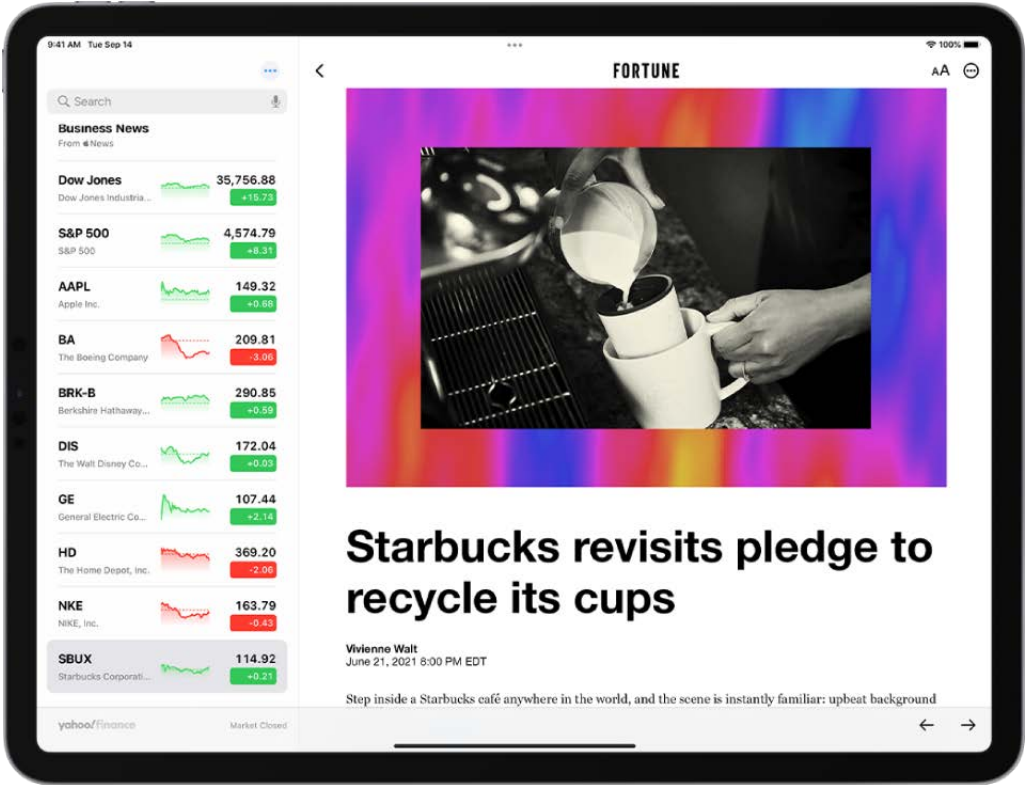 9:41 AM Tue Sep 14
100%
Search
Business News
From News
Dow Jones
35,756.88
Dow Jones Industria...
+15.73
S&P 500
4,574.79
S&P 500
+8.31
AAPL
149.32
Apple Inc.
+0.68
BA
209.81
The Boeing Company
-3.06
BRK-B
290.85
Berkshire Hathaway...
+0.59
DIS
172.04
The Walt Disney Co...
+0.03
GE
107.44
General Electric Co...
+2.14
HD
369.20
The Home Depot, Inc.
-2.06
NKE
163.79
NIKE, Inc.
-0.43
SBUX
114.92
Starbucks Corporati...
+0.21
yahoo!finance
Market Closed
FORTUNE
AA
Starbucks revisits pledge to
recycle its cups
Vivienne Walt
June 21, 2021 8:00 PM EDT
Step inside a Starbucks café anywhere in the world, and the scene is instantly familiar: upbeat background